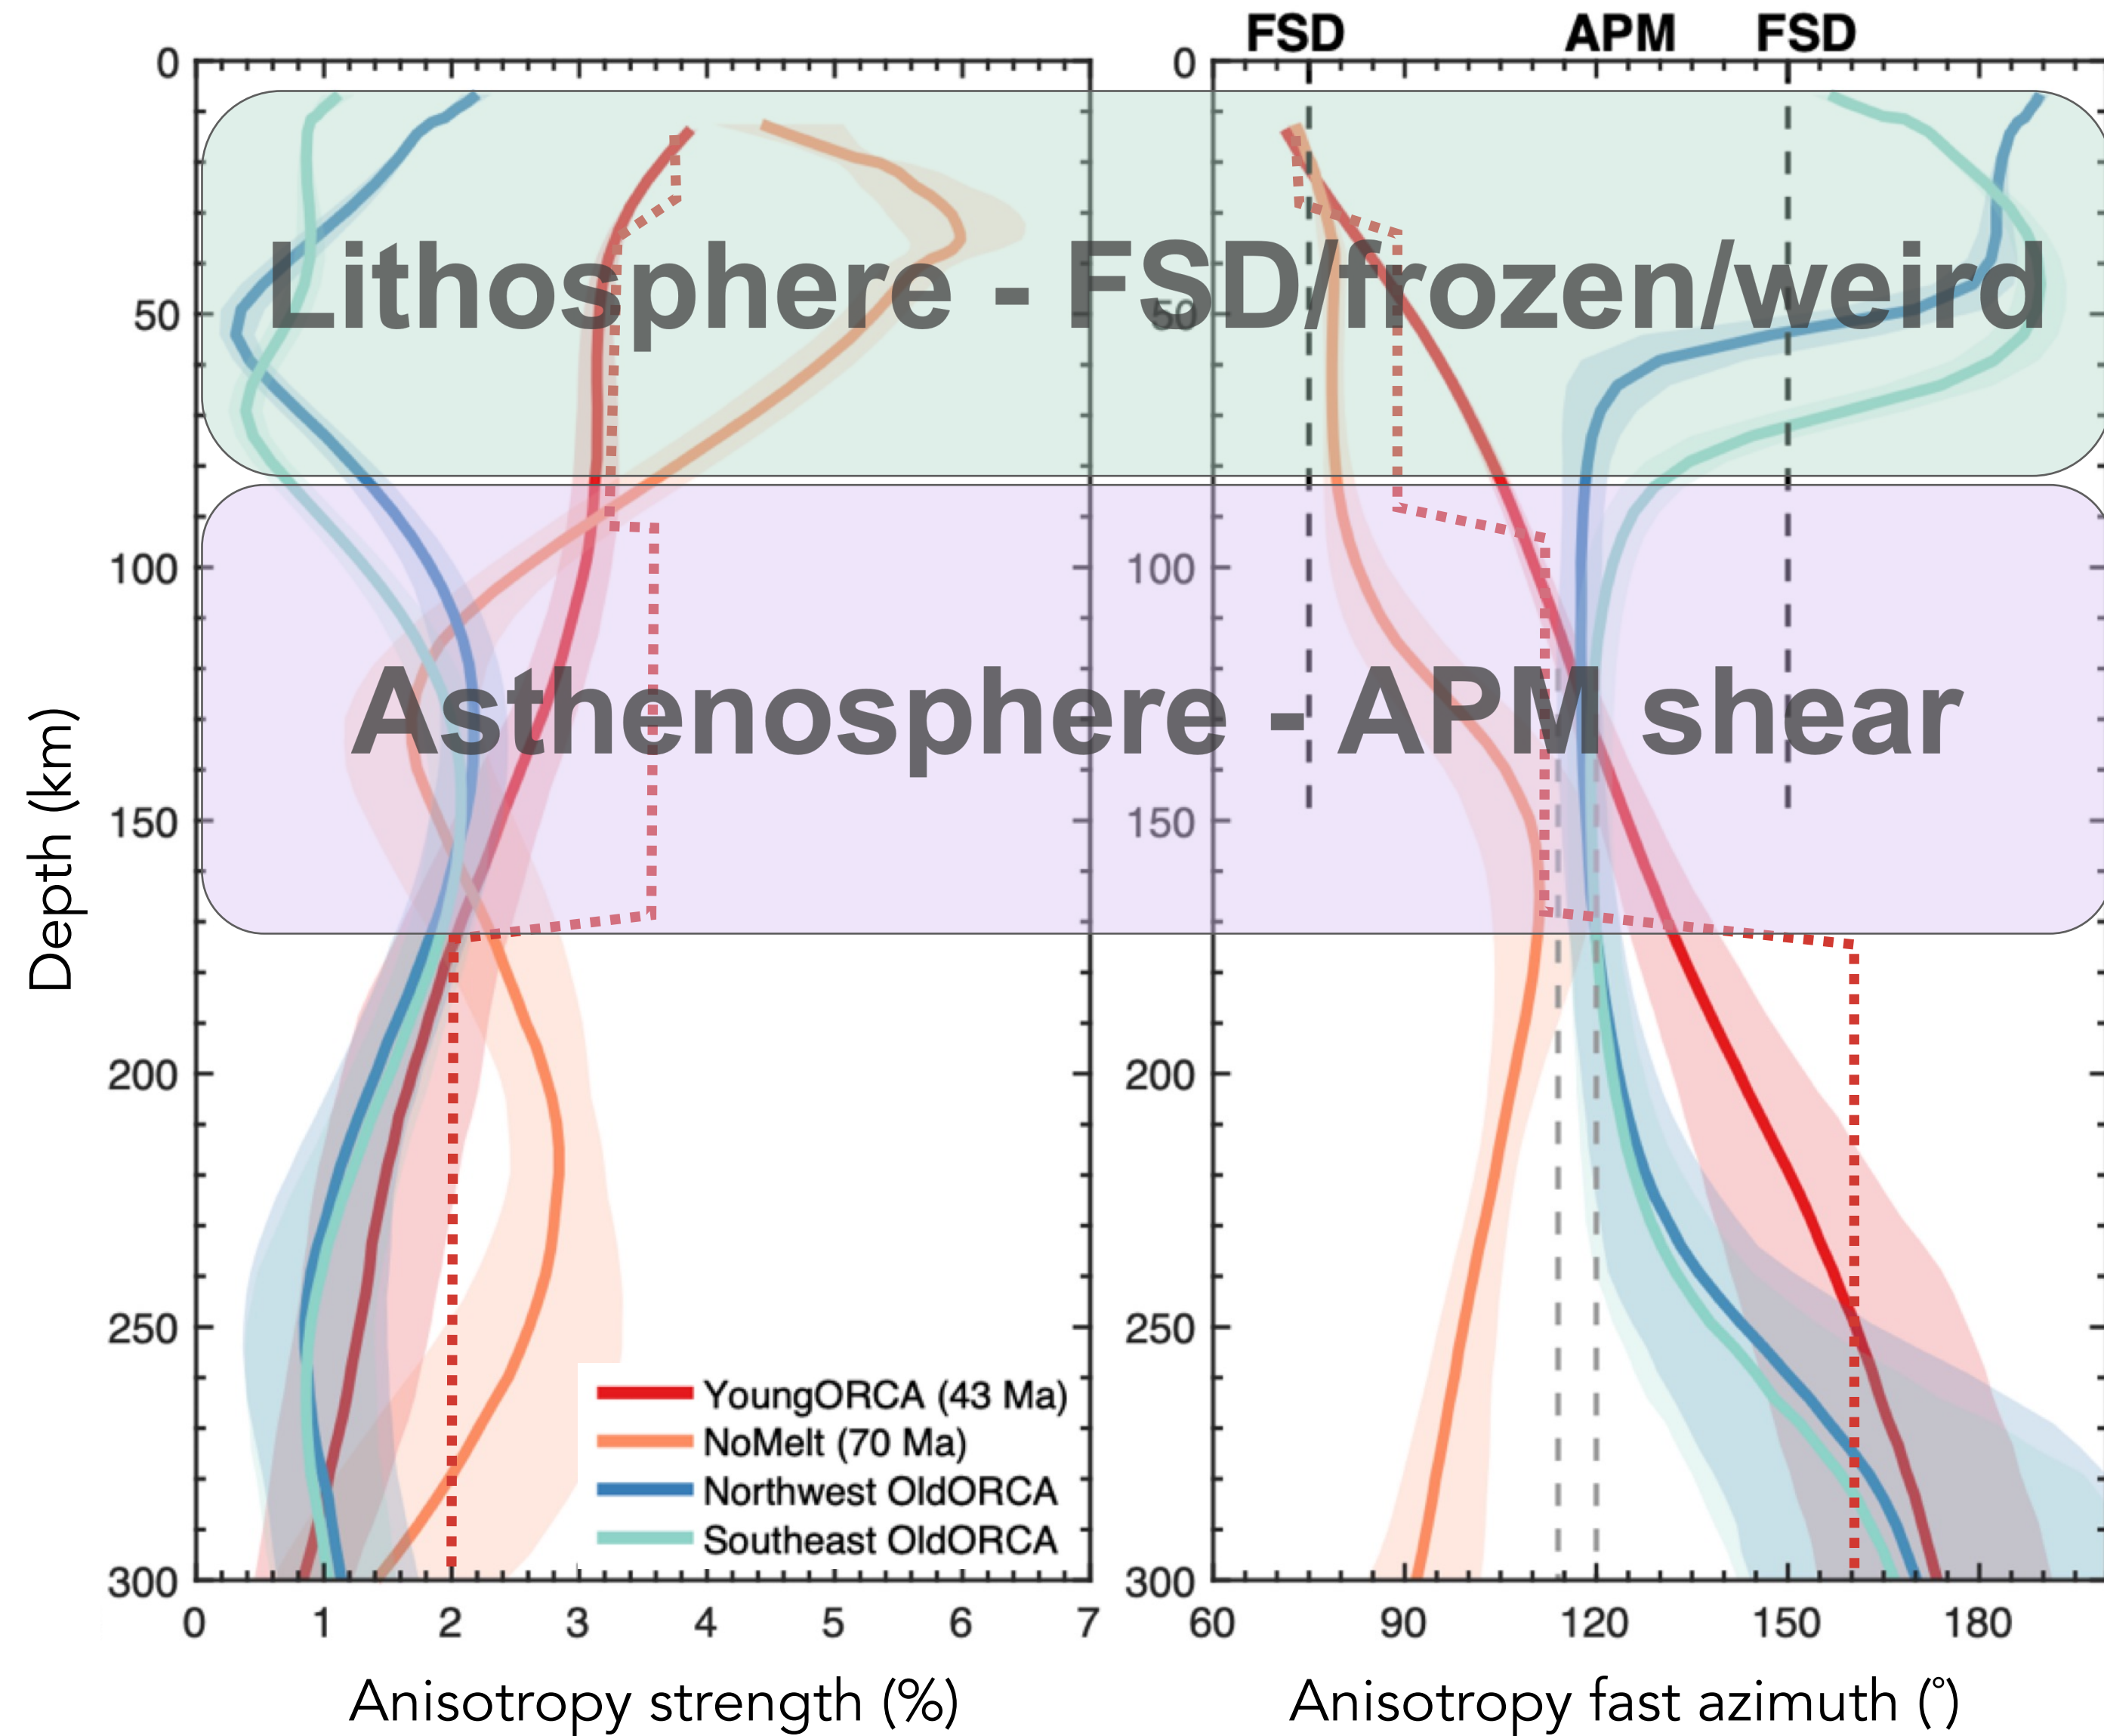 FSD APM FSD
0 0
Lithosphere - FSD/frozen/weird
50 50
100 100
Asthenosphere - APM shear
150 150
Depth (km)
200 200
250 250
YoungORCA (43 Ma)
NoMelt (70 Ma)
Northwest OldORCA
Southeast OldORCA
300 300
0 1 2 3 4 5 6 7 60 90 120 150 180
Anisotropy strength (%) Anisotropy fast azimuth (°)